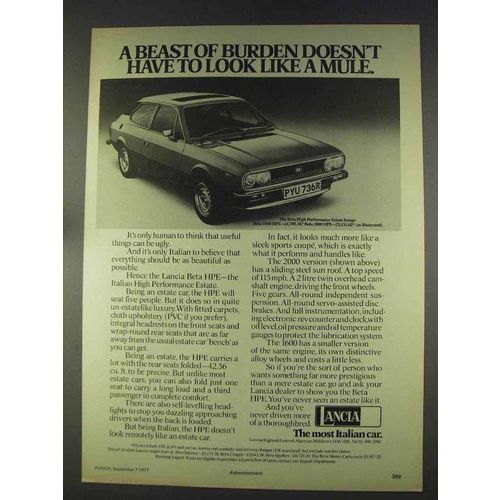 A BEAST OF BURDEN DOESN'T
HAVE TO LOOK LIKE A MULE.
PYU 736R
The Beta High Performance Estate Range.
It's only human to think that useful
things can be ugly.
And it's only Italian to believe that
everything should be as beautiful as
possible.
Hence the Lancia Beta HPE—the
Italian High Performance Estate.
Being an estate car, the HPE will
seat five people. But it does so in quite
un-estate like luxury. With fitted carpets,
cloth upholstery (PVC if you prefer),
integral headrests on the front seats and
wrap-round rear seats that are as far
away from the usual estate car 'bench' as
you can get.
Being an estate, the HPE carries a
lot with the rear seats folded—42.36
cu. ft. to be precise. But unlike most
estate cars, you can also fold just one
seat to carry a long load and a third
passenger in complete comfort.
There are also self-levelling head-
lights to stop you dazzling approaching
drivers when the back is loaded.
But being Italian, the HPE doesn't
look remotely like an estate car.
In fact, it looks much more like a
sleek sports coupé, which is exactly
what it performs and handles like.
The 2000 version (shown above)
has a sliding steel sun roof. A top speed
of 115 mph. A 2 litre twin overhead cam-
shaft engine, driving the front wheels.
Five gears. All-round independent sus-
pension. All-round servo-assisted disc
brakes. And full instrumentation, includ-
ing electronic rev counter and clock, with
oil level, oil pressure and oil temperature
gauges to protect the lubrication system.
The 1600 has a smaller version
of the same engine, its own distinctive
alloy wheels and costs a little less.
So if you're the sort of person who
wants something far more prestigious
than a mere estate car, go and ask your
Lancia dealer to show you the Beta
HPE. You've never seen an estate like it.
And you've
never driven more
of a thoroughbred.
LANCIA
The most Italian car.
PUNCH, September 7 1977
Advertisement
389